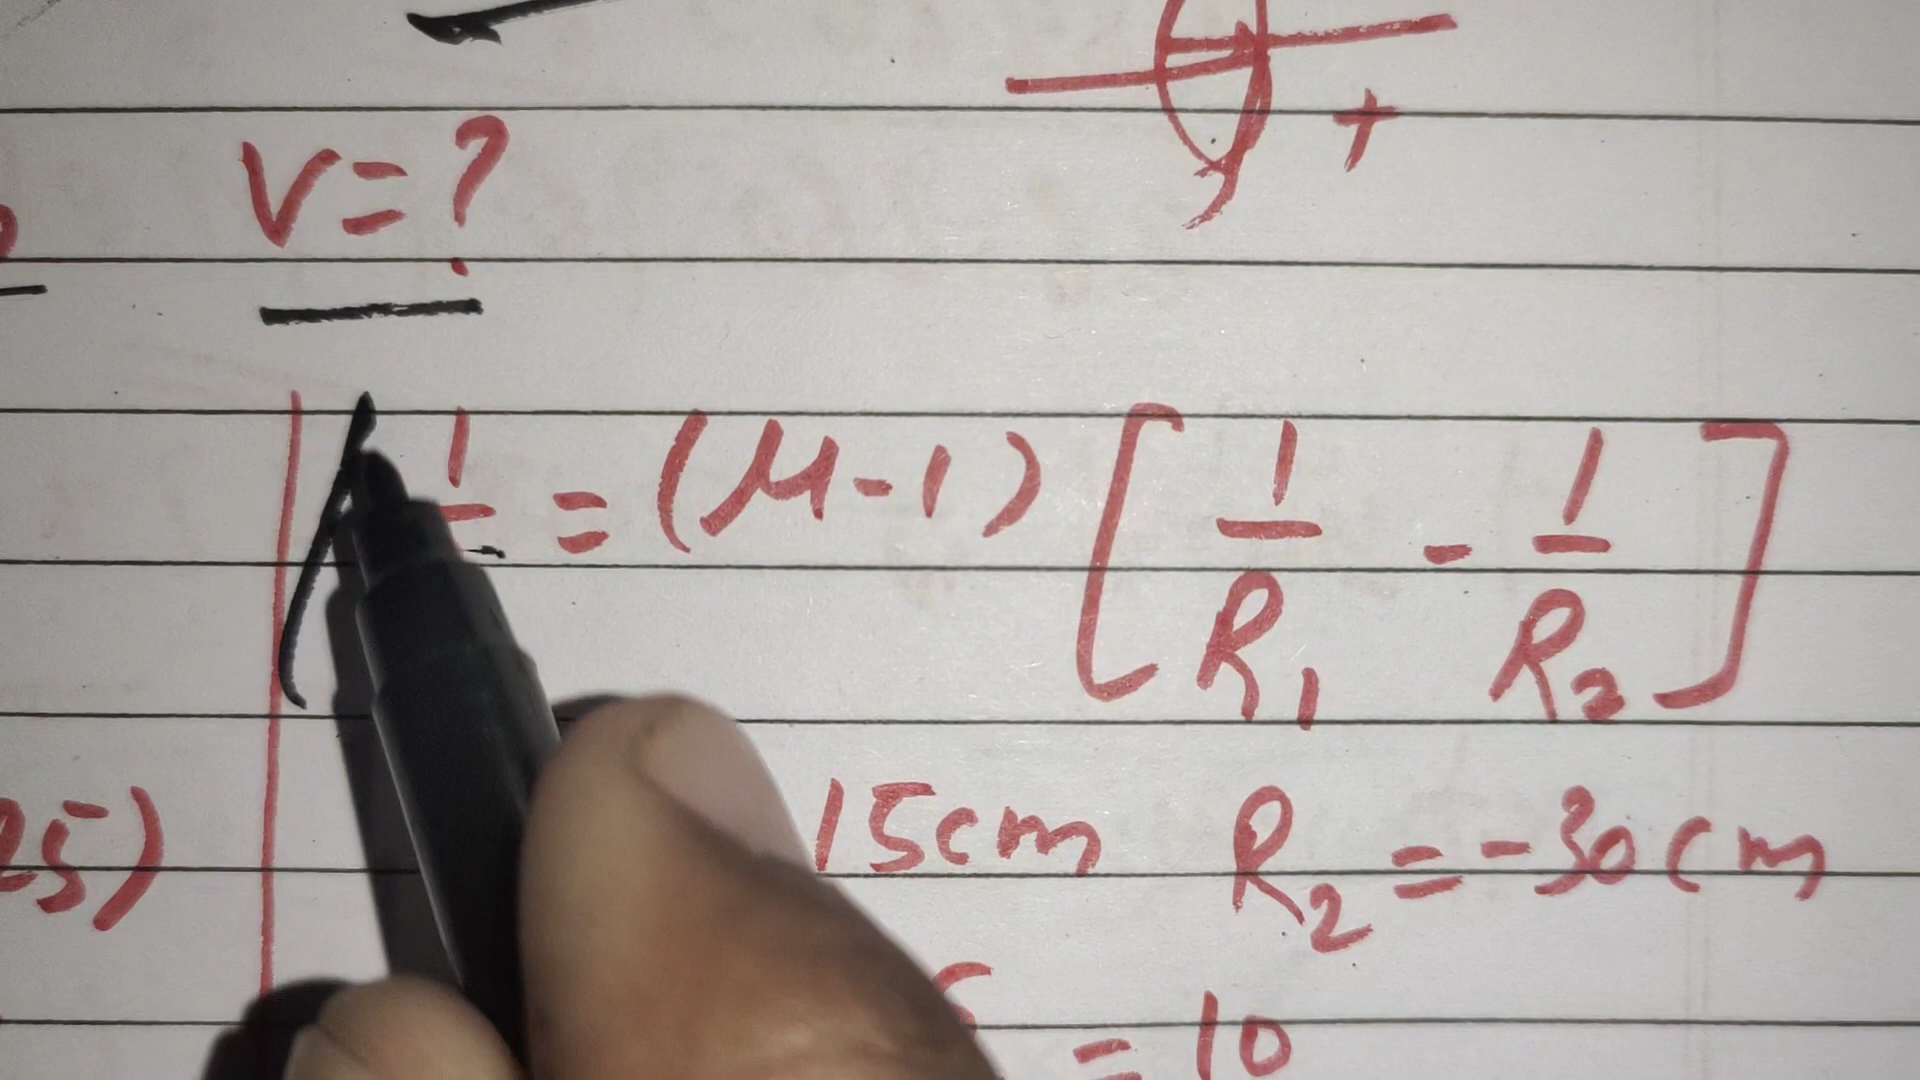 +
V = ?
1 = (μ - 1) [ 1/R1 - 1/R2 ]
25) 15cm R2 = -30cm
= 10